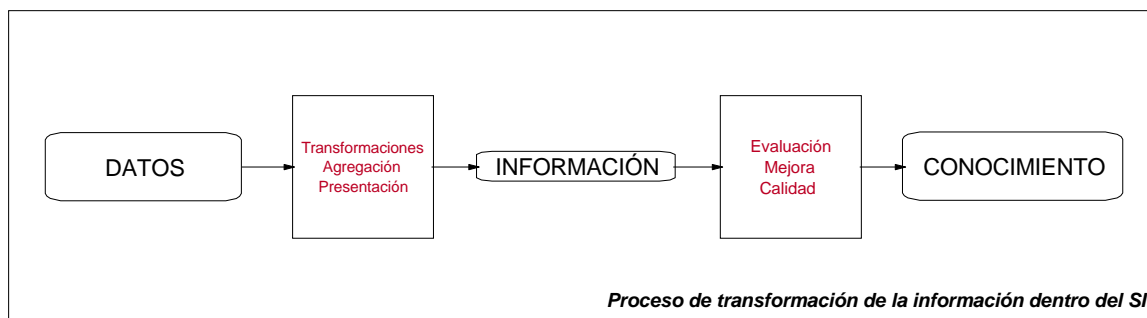 DATOS
Transformaciones
Agregación
Presentación
INFORMACIÓN
Evaluación
Mejora
Calidad
CONOCIMIENTO
Proceso de transformación de la información dentro del SI